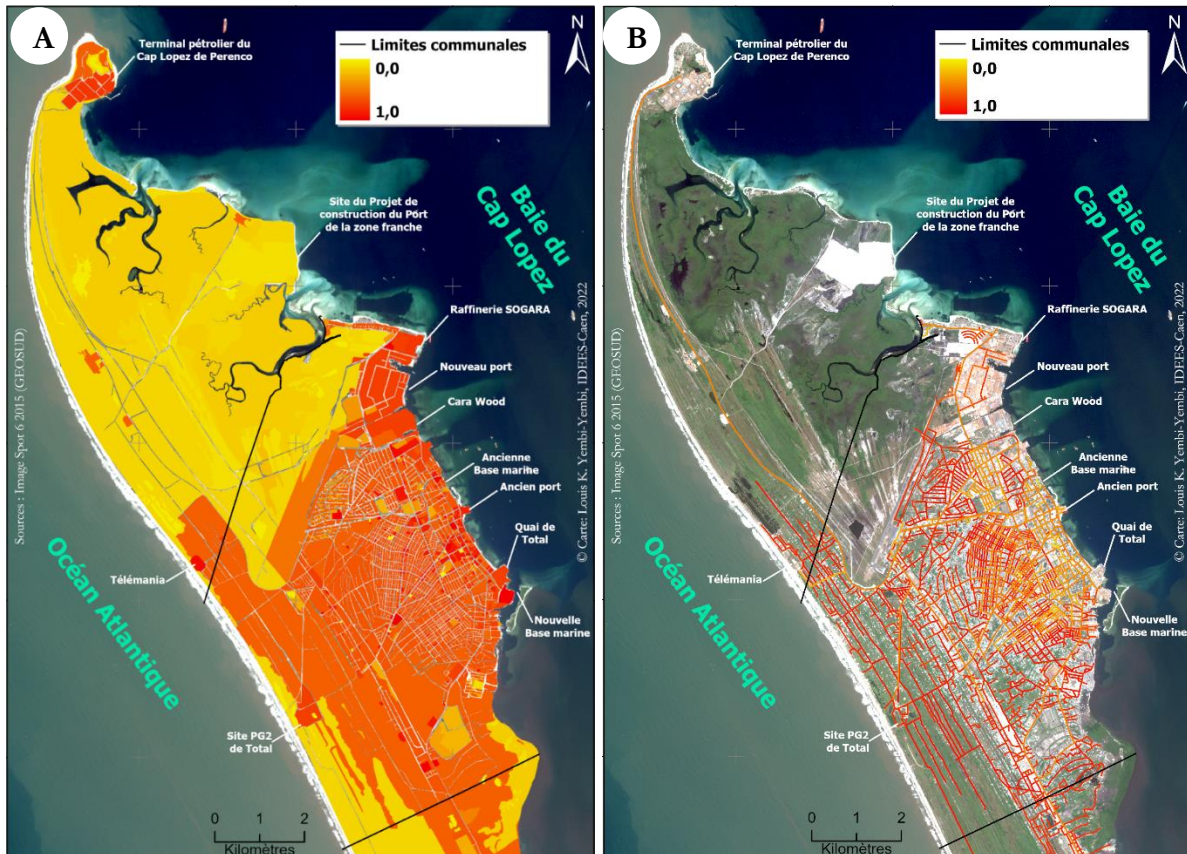 A
Terminal pétrolier du
Cap Lopez de Perenco
Limites communales
0,0
1,0
N
Baie du
Cap Lopez
Site du Projet de
construction du Port
de la zone franche
Raffinerie SOGARA
Nouveau port
Cara Wood
Ancienne
Base marine
Ancien port
Quai de
Total
Nouvelle
Base marine
Télémania
Océan Atlantique
Site PG2
de Total
0 1 2
Kilomètres
Sources : Image Spot 6 2015 (GEOSUD)
© Carte: Louis K. Yembi-Yembi, IDEES-Caen, 2022
B
Terminal pétrolier du
Cap Lopez de Perenco
Limites communales
0,0
1,0
N
Baie du
Cap Lopez
Site du Projet de
construction du Port
de la zone franche
Raffinerie SOGARA
Nouveau port
Cara Wood
Ancienne
Base marine
Ancien port
Quai de
Total
Nouvelle
Base marine
Télémania
Océan Atlantique
Site PG2
de Total
0 1 2
Kilomètres
Sources : Image Spot 6 2015 (GEOSUD)
© Carte: Louis K. Yembi-Yembi, IDEES-Caen, 2022